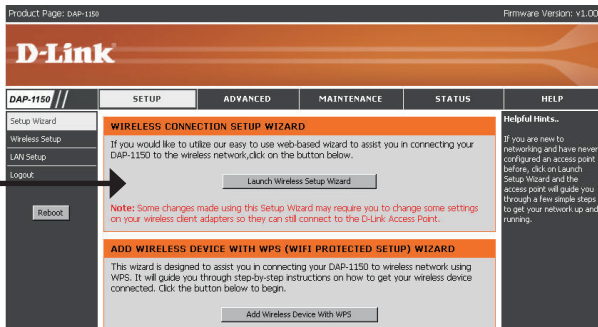 Product Page: DAP-1150
Firmware Version: v1.00
D-Link
DAP-1150
SETUP
ADVANCED
MAINTENANCE
STATUS
HELP
Setup Wizard
Wireless Setup
LAN Setup
Logout
Reboot
WIRELESS CONNECTION SETUP WIZARD
If you would like to utilize our easy to use web-based wizard to assist you in connecting your
DAP-1150 to the wireless network,click on the button below.
Launch Wireless Setup Wizard
Note: Some changes made using this Setup Wizard may require you to change some settings
on your wireless client adapters so they can still connect to the D-Link Access Point.
ADD WIRELESS DEVICE WITH WPS (WIFI PROTECTED SETUP) WIZARD
This wizard is designed to assist you in connecting your DAP-1150 to wireless network using
WPS. It will guide you through step-by-step instructions on how to get your wireless device
connected. Click the button below to begin.
Add Wireless Device With WPS
Helpful Hints..
If you are new to
networking and have never
configured an access point
before, click on Launch
Setup Wizard and the
access point will guide you
through a few simple steps
to get your network up and
running.